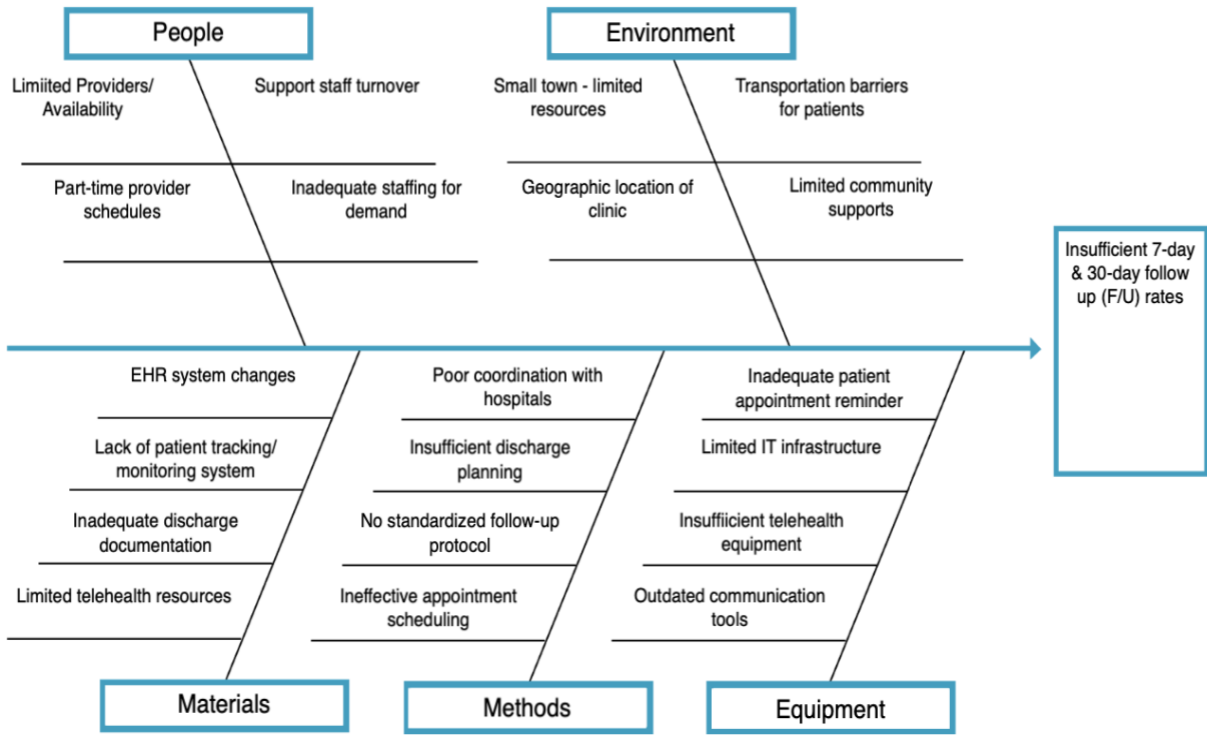 People
Limiited Providers/
Availability
Support staff turnover
Part-time provider
schedules
Inadequate staffing for
demand
Environment
Small town - limited
resources
Transportation barriers
for patients
Geographic location of
clinic
Limited community
supports
Insufficient 7-day
& 30-day follow
up (F/U) rates
EHR system changes
Lack of patient tracking/
monitoring system
Inadequate discharge
documentation
Limited telehealth resources
Materials
Poor coordination with
hospitals
Insufficient discharge
planning
No standardized follow-up
protocol
Ineffective appointment
scheduling
Methods
Inadequate patient
appointment reminder
Limited IT infrastructure
Insuffiicient telehealth
equipment
Outdated communication
tools
Equipment